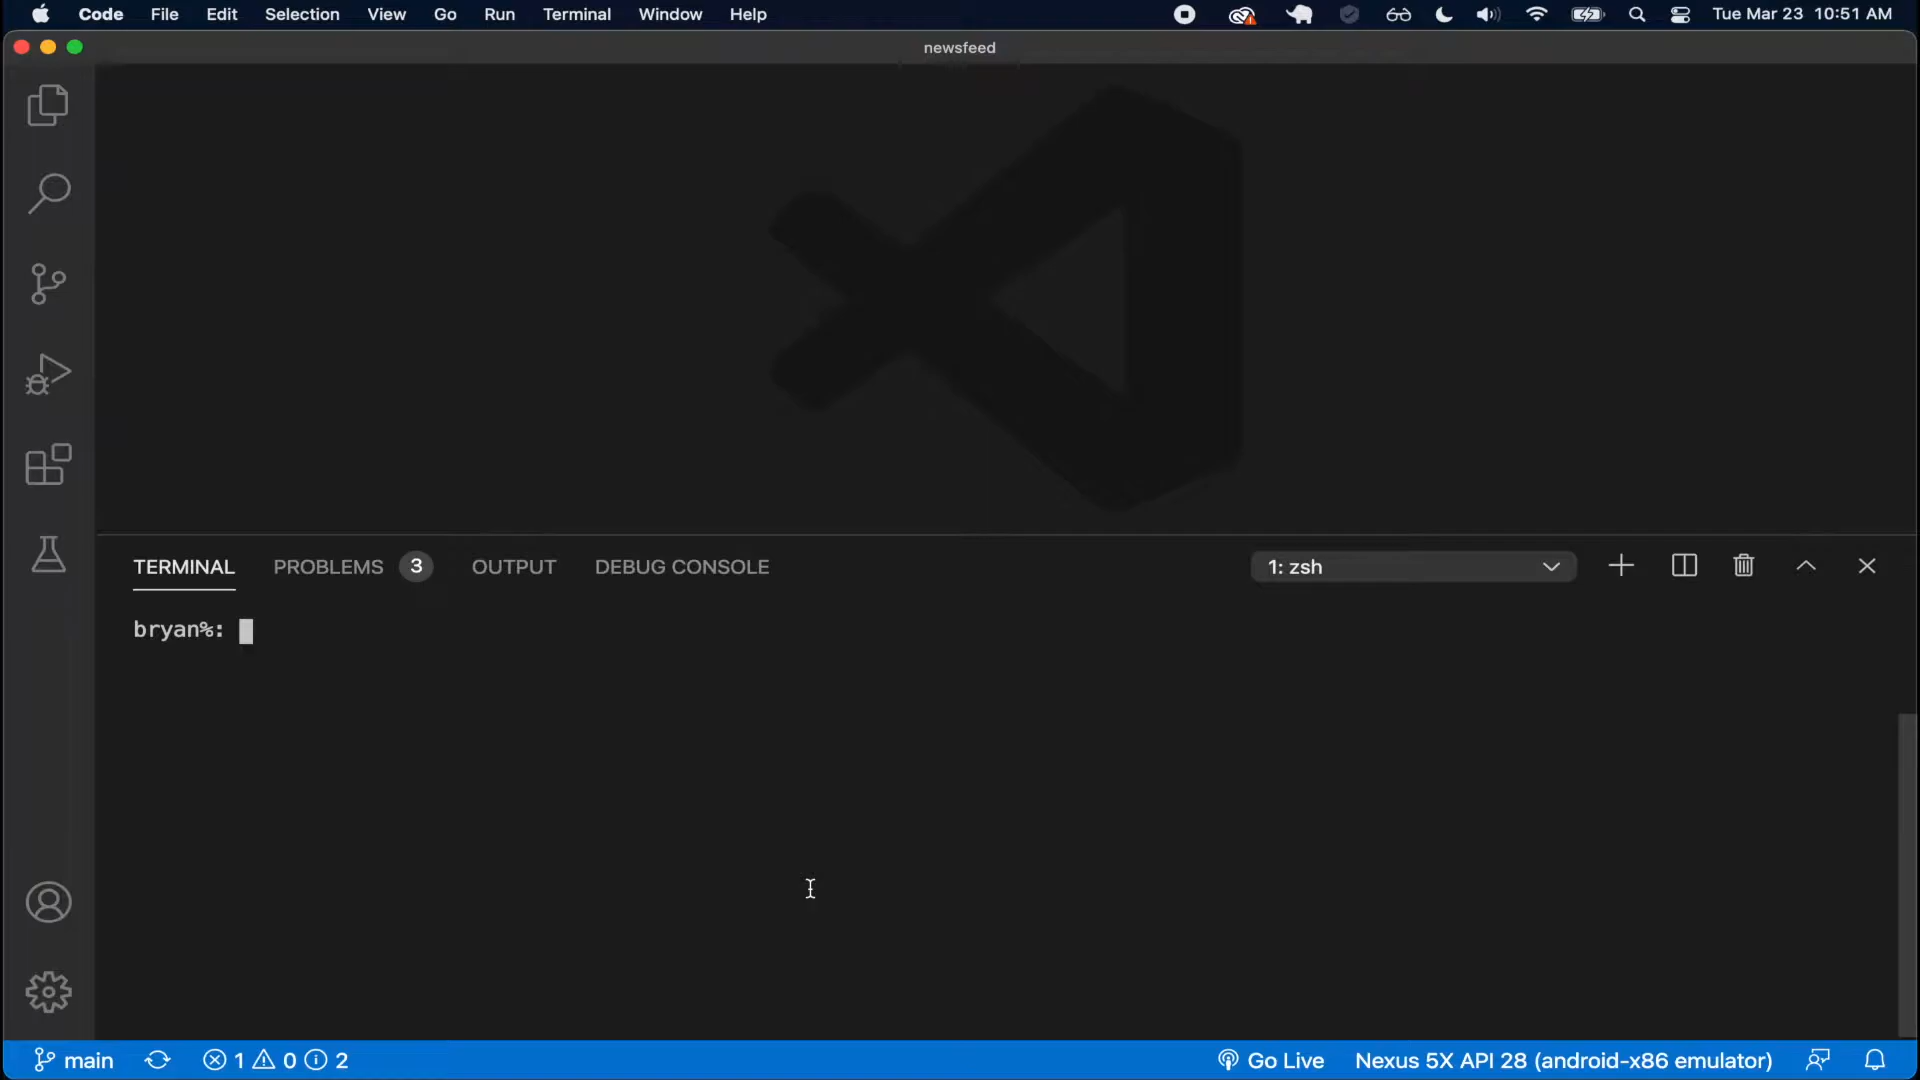 Code File Edit Selection View Go Run Terminal Window Help Tue Mar 23 10:51 AM
newsfeed
TERMINAL PROBLEMS 3 OUTPUT DEBUG CONSOLE 1: zsh
bryan%:
main 1 0 2 Go Live Nexus 5X API 28 (android-x86 emulator)